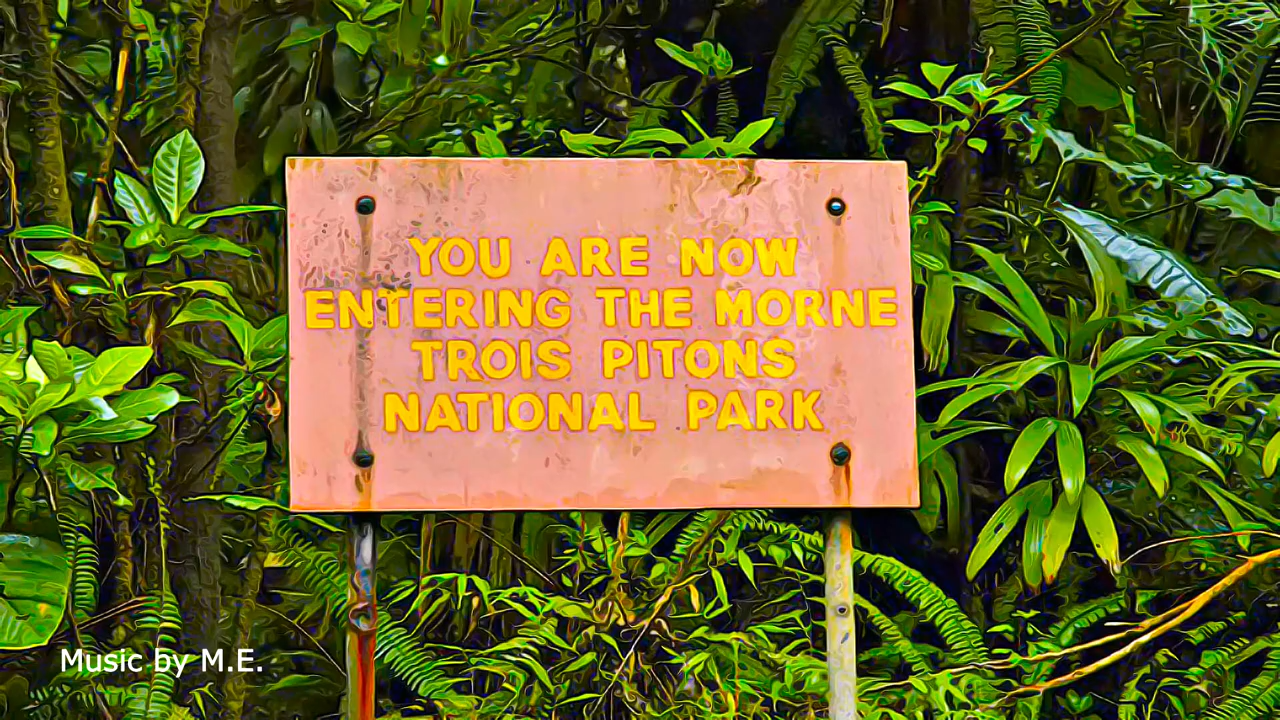 YOU ARE NOW
ENTERING THE MORNE
TROIS PITONS
NATIONAL PARK
Music by M.E.